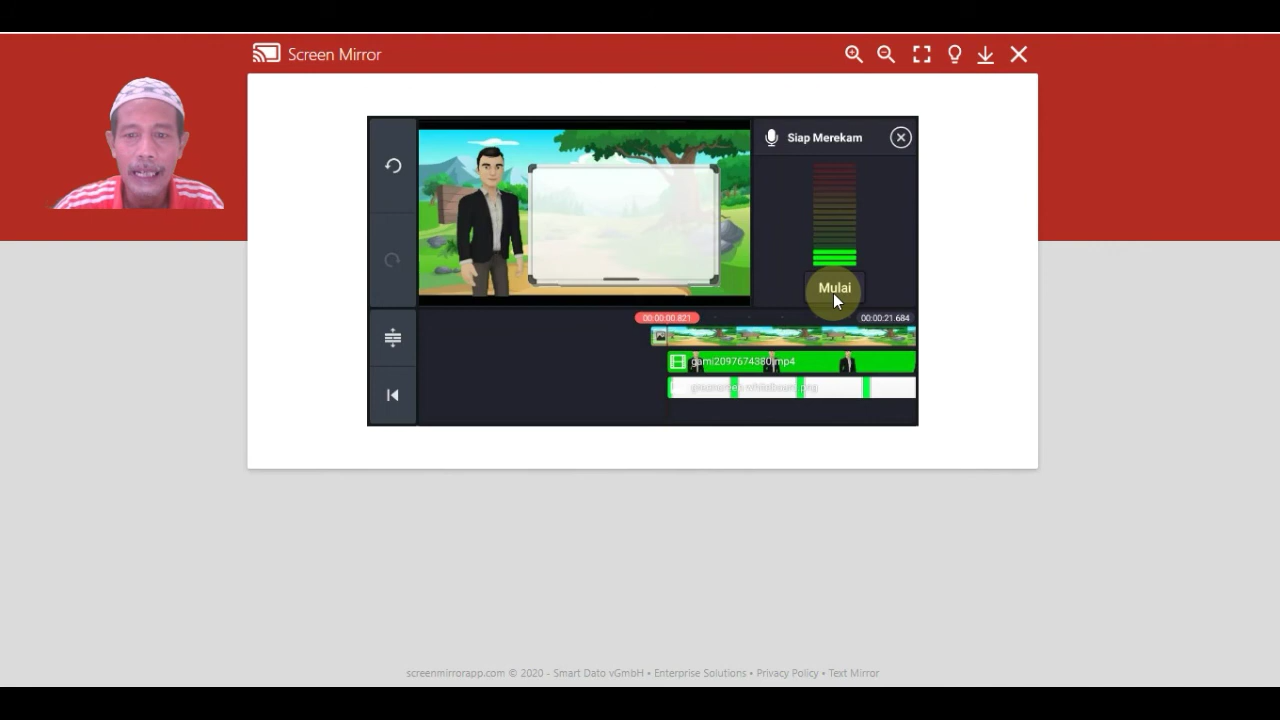 Screen Mirror
Siap Merekam
Mulai
00:00:00.821
00:00:21.684
gami2097674380.mp4
screenmirrorapp.com © 2020 - Smart Dato vGmbH • Enterprise Solutions • Privacy Policy • Text Mirror